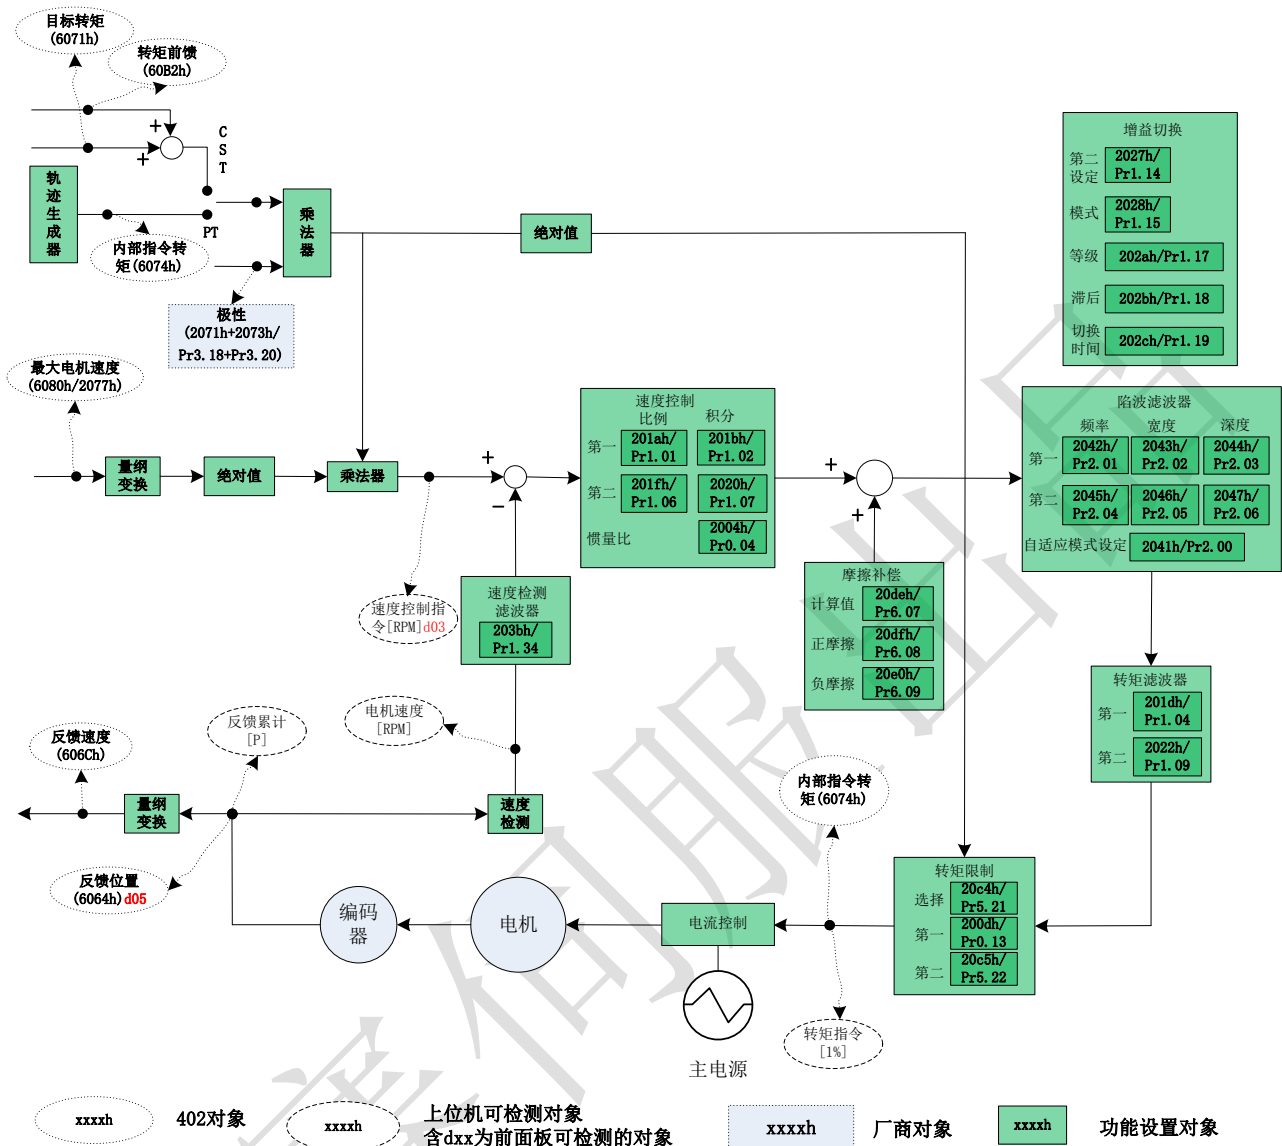 目标转矩
(6071h)
转矩前馈
(60B2h)
+
+
C
S
T
轨
迹
生
成
器
PT
内部指令转
矩(6074h)
乘
法
器
绝对值
极性
(2071h+2073h/
Pr3.18+Pr3.20)
增益切换
第二
设定
2027h/
Pr1.14
模式
2028h/
Pr1.15
等级
202ah/Pr1.17
滞后
202bh/Pr1.18
切换
时间
202ch/Pr1.19
最大电机速度
(6080h/2077h)
量纲
变换
绝对值
乘法器
+
−
速度控制指
令[RPM]d03
速度控制
比例
积分
第一
201ah/
Pr1.01
201bh/
Pr1.02
第二
201fh/
Pr1.06
2020h/
Pr1.07
惯量比
2004h/
Pr0.04
+
+
陷波滤波器
频率
宽度
深度
第一
2042h/
Pr2.01
2043h/
Pr2.02
2044h/
Pr2.03
第二
2045h/
Pr2.04
2046h/
Pr2.05
2047h/
Pr2.06
自适应模式设定
2041h/Pr2.00
速度检测
滤波器
203bh/
Pr1.34
摩擦补偿
计算值
20deh/
Pr6.07
正摩擦
20dfh/
Pr6.08
负摩擦
20e0h/
Pr6.09
转矩滤波器
第一
201dh/
Pr1.04
第二
2022h/
Pr1.09
反馈速度
(606Ch)
反馈累计
[P]
电机速度
[RPM]
量纲
变换
速度
检测
内部指令转
矩(6074h)
反馈位置
(6064h)d05
编码
器
电机
电流控制
转矩限制
选择
20c4h/
Pr5.21
第一
200dh/
Pr0.13
第二
20c5h/
Pr5.22
转矩指令
[1%]
主电源
xxxxh
402对象
xxxxh
上位机可检测对象
含dxx为前面板可检测的对象
xxxxh
厂商对象
xxxxh
功能设置对象